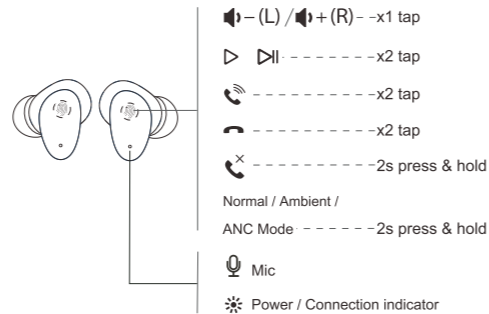 – (L) / + (R) x1 tap
x2 tap
x2 tap
x2 tap
2s press & hold
Normal / Ambient /
ANC Mode 2s press & hold
Mic
Power / Connection indicator